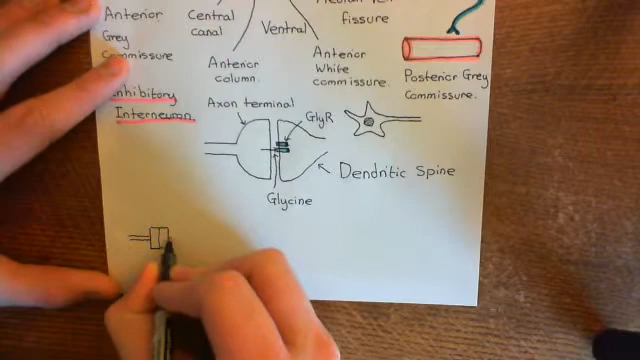 Anterior
Grey
commissure
Central
canal
Ventral
fissure
Anterior
column.
Anterior
White
commissure.
Posterior Grey
Commissure.
Inhibitory
Interneuron
Axon terminal
GlyR
Dendritic Spine
Glycine